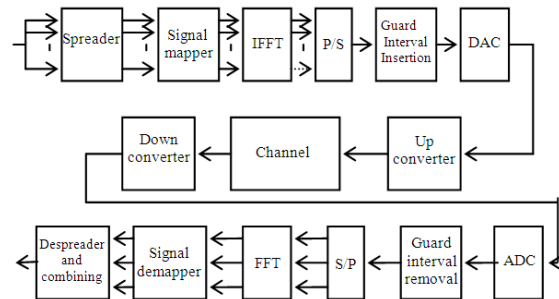 Spreader
Signal
mapper
IFFT
P/S
Guard
Interval
Insertion
DAC
Down
converter
Channel
Up
converter
Despreader
and
combining
Signal
demapper
FFT
S/P
Guard
interval
removal
ADC